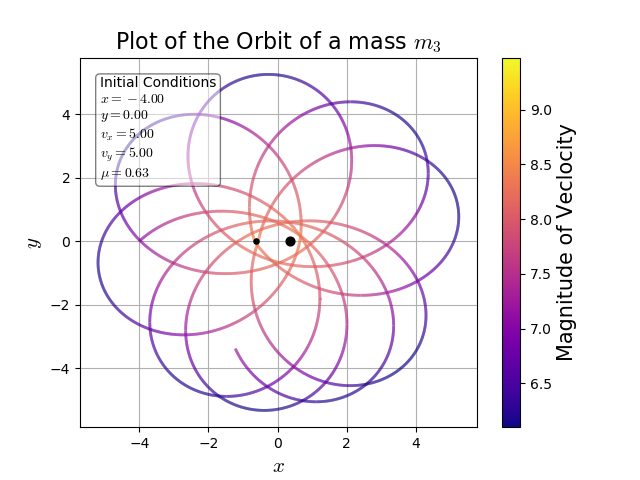 Plot of the Orbit of a mass m₃
Initial Conditions
x = −4.00
y = 0.00
vₓ = 5.00
v_y = 5.00
μ = 0.63
4
2
0
−2
−4
y
−4
−2
0
2
4
x
9.0
8.5
8.0
7.5
7.0
6.5
Magnitude of Veclocity